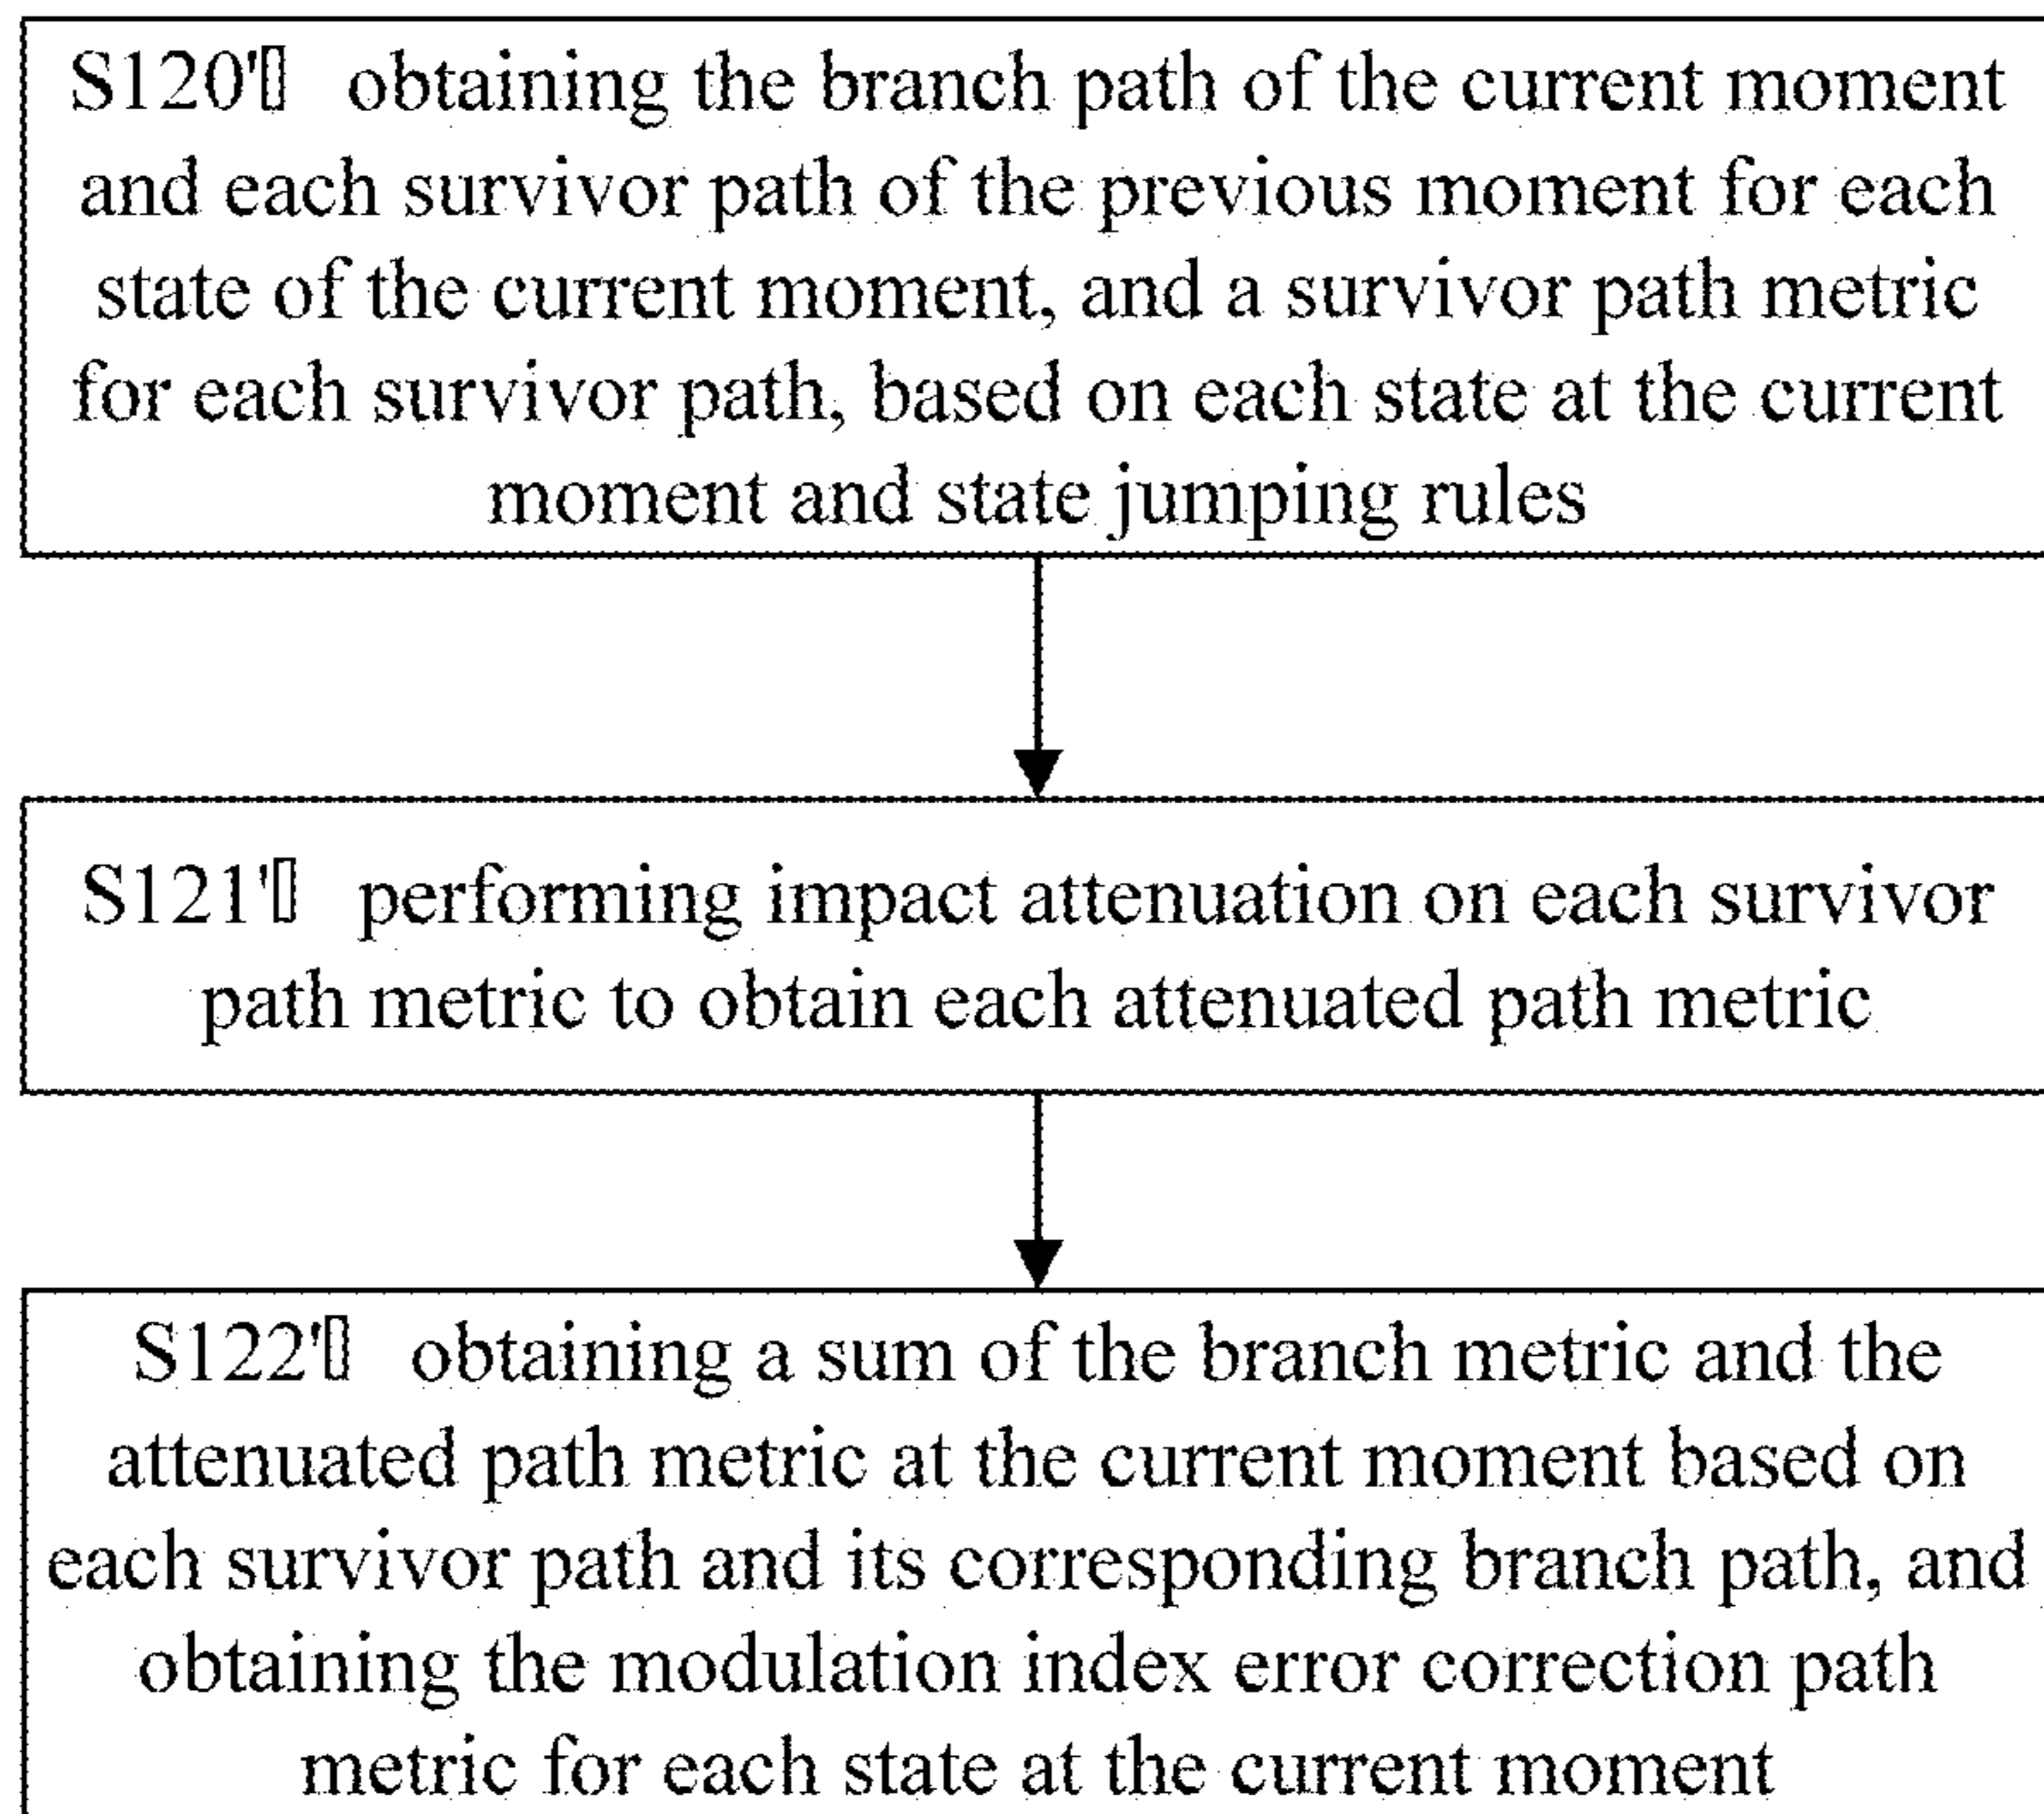 S120'▯ obtaining the branch path of the current moment
and each survivor path of the previous moment for each
state of the current moment, and a survivor path metric
for each survivor path, based on each state at the current
moment and state jumping rules
S121'▯ performing impact attenuation on each survivor
path metric to obtain each attenuated path metric
S122'▯ obtaining a sum of the branch metric and the
attenuated path metric at the current moment based on
each survivor path and its corresponding branch path, and
obtaining the modulation index error correction path
metric for each state at the current moment